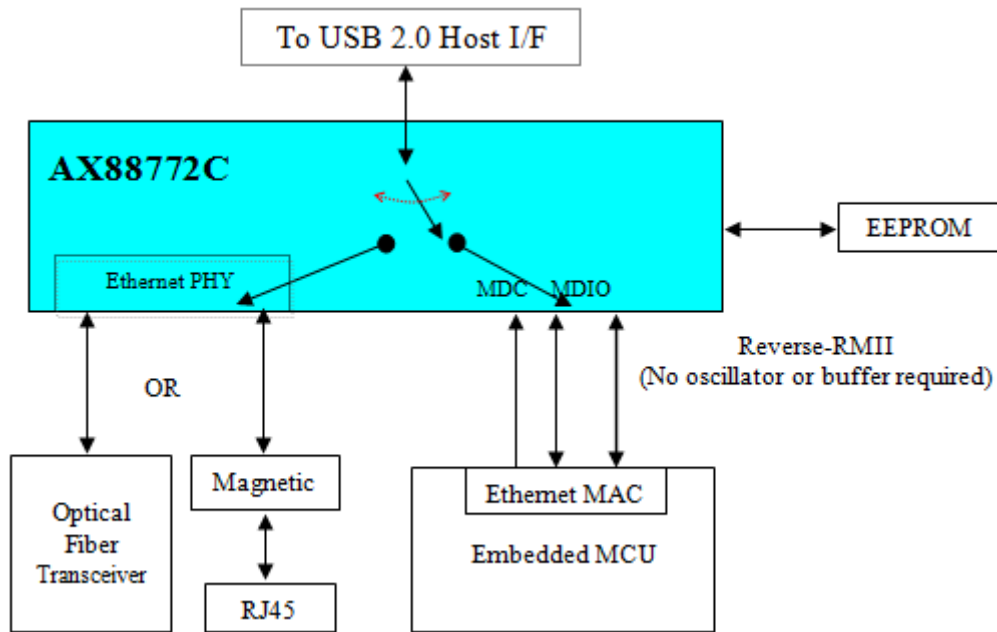 To USB 2.0 Host I/F
AX88772C
EEPROM
Ethernet PHY
MDC
MDIO
Reverse-RMII
(No oscillator or buffer required)
OR
Optical
Fiber
Transceiver
Magnetic
RJ45
Ethernet MAC
Embedded MCU